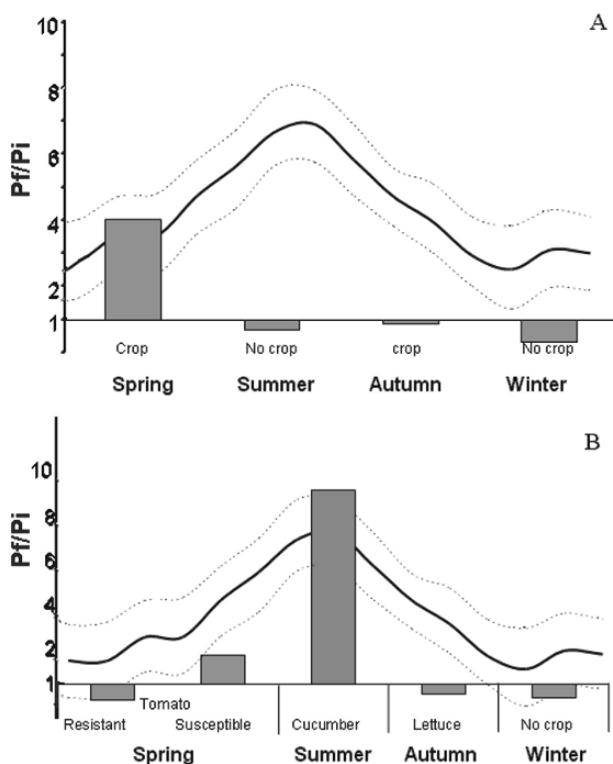 A
10
8
6
4
2
1
Pf/Pi
Crop No crop crop No crop
Spring Summer Autumn Winter
B
10
8
6
4
2
1
Pf/Pi
Tomato
Resistant Susceptible Cucumber Lettuce No crop
Spring Summer Autumn Winter